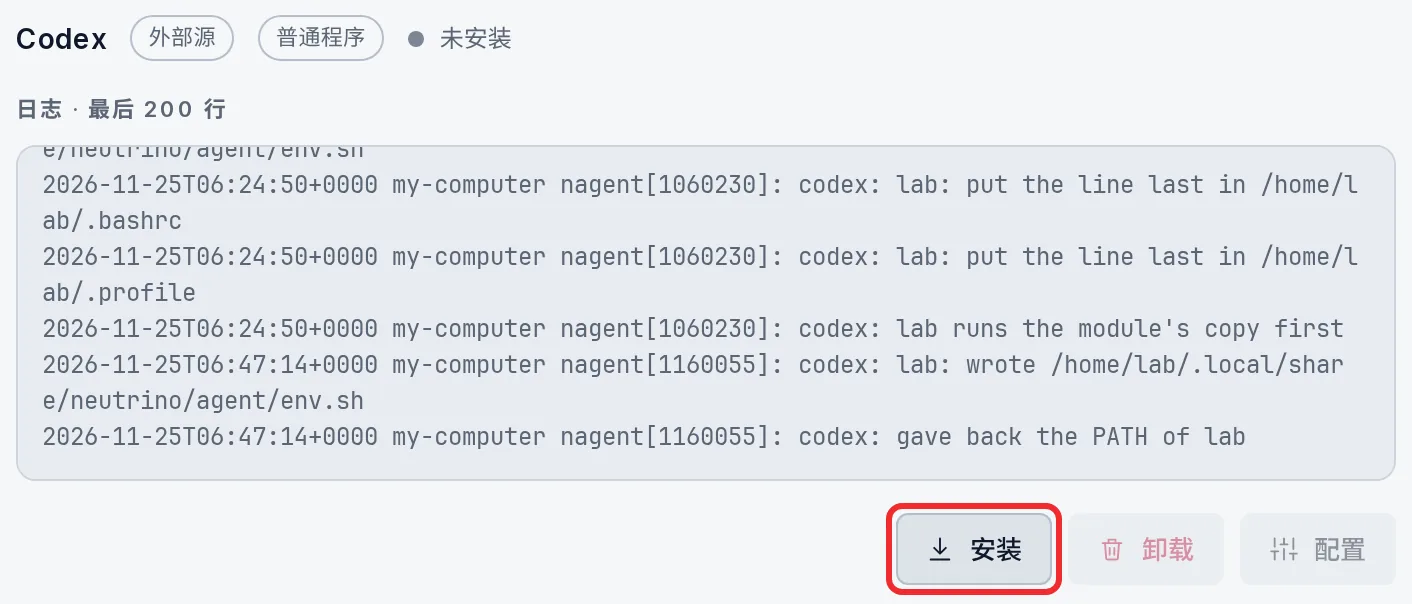 Codex 外部源 普通程序 未安装
日志 · 最后 200 行
e/neutrino/agent/env.sh
2026-11-25T06:24:50+0000 my-computer nagent[1060230]: codex: lab: put the line last in /home/l
ab/.bashrc
2026-11-25T06:24:50+0000 my-computer nagent[1060230]: codex: lab: put the line last in /home/l
ab/.profile
2026-11-25T06:24:50+0000 my-computer nagent[1060230]: codex: lab runs the module's copy first
2026-11-25T06:47:14+0000 my-computer nagent[1160055]: codex: lab: wrote /home/lab/.local/shar
e/neutrino/agent/env.sh
2026-11-25T06:47:14+0000 my-computer nagent[1160055]: codex: gave back the PATH of lab
安装 卸载 配置